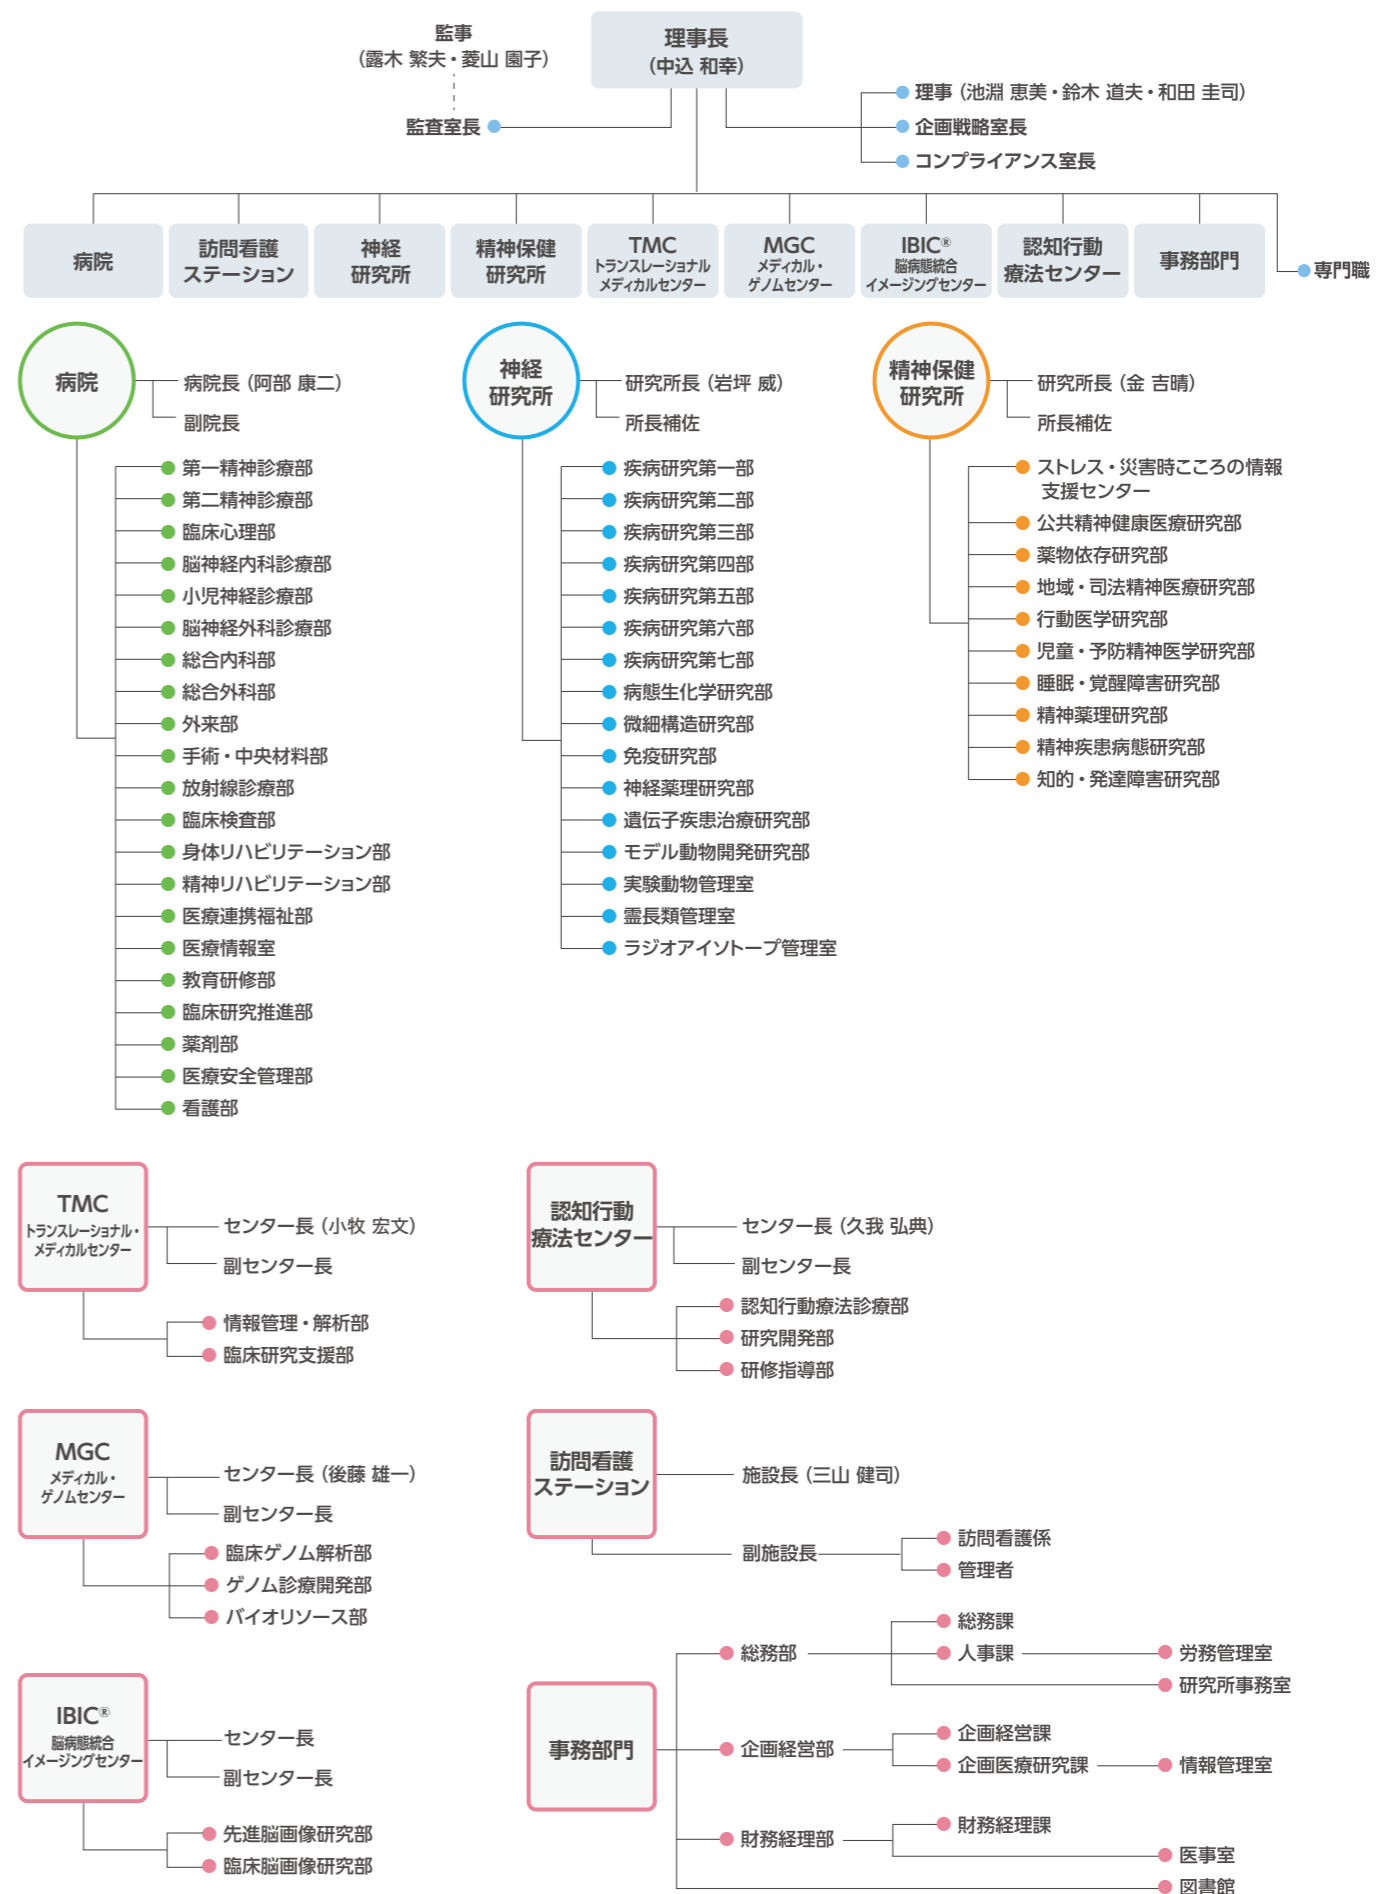 監事
（露木 繁夫・菱山 園子）
監査室長
理事長
（中込 和幸）
理事（池淵 恵美・鈴木 道夫・和田 圭司）
企画戦略室長
コンプライアンス室長
病院
訪問看護
ステーション
神経
研究所
精神保健
研究所
TMC
トランスレーショナル
メディカルセンター
MGC
メディカル・
ゲノムセンター
IBIC®
脳病態統合
イメージングセンター
認知行動
療法センター
事務部門
専門職
病院
病院長（阿部 康二）
副院長
第一精神診療部
第二精神診療部
臨床心理部
脳神経内科診療部
小児神経診療部
脳神経外科診療部
総合内科部
総合外科部
外来部
手術・中央材料部
放射線診療部
臨床検査部
身体リハビリテーション部
精神リハビリテーション部
医療連携福祉部
医療情報室
教育研修部
臨床研究推進部
薬剤部
医療安全管理部
看護部
神経
研究所
研究所長（岩坪 威）
所長補佐
疾病研究第一部
疾病研究第二部
疾病研究第三部
疾病研究第四部
疾病研究第五部
疾病研究第六部
疾病研究第七部
病態生化学研究部
微細構造研究部
免疫研究部
神経薬理研究部
遺伝子疾患治療研究部
モデル動物開発研究部
実験動物管理室
霊長類管理室
ラジオアイソトープ管理室
精神保健
研究所
研究所長（金 吉晴）
所長補佐
ストレス・災害時こころの情報
支援センター
公共精神健康医療研究部
薬物依存研究部
地域・司法精神医療研究部
行動医学研究部
児童・予防精神医学研究部
睡眠・覚醒障害研究部
精神薬理研究部
精神疾患病態研究部
知的・発達障害研究部
TMC
トランスレーショナル・
メディカルセンター
センター長（小牧 宏文）
副センター長
情報管理・解析部
臨床研究支援部
認知行動
療法センター
センター長（久我 弘典）
副センター長
認知行動療法診療部
研究開発部
研修指導部
MGC
メディカル・
ゲノムセンター
センター長（後藤 雄一）
副センター長
臨床ゲノム解析部
ゲノム診療開発部
バイオリソース部
訪問看護
ステーション
施設長（三山 健司）
副施設長
訪問看護係
管理者
IBIC®
脳病態統合
イメージングセンター
センター長
副センター長
先進脳画像研究部
臨床脳画像研究部
事務部門
総務部
総務課
人事課
労務管理室
研究所事務室
企画経営部
企画経営課
企画医療研究課
情報管理室
財務経理部
財務経理課
医事室
図書館